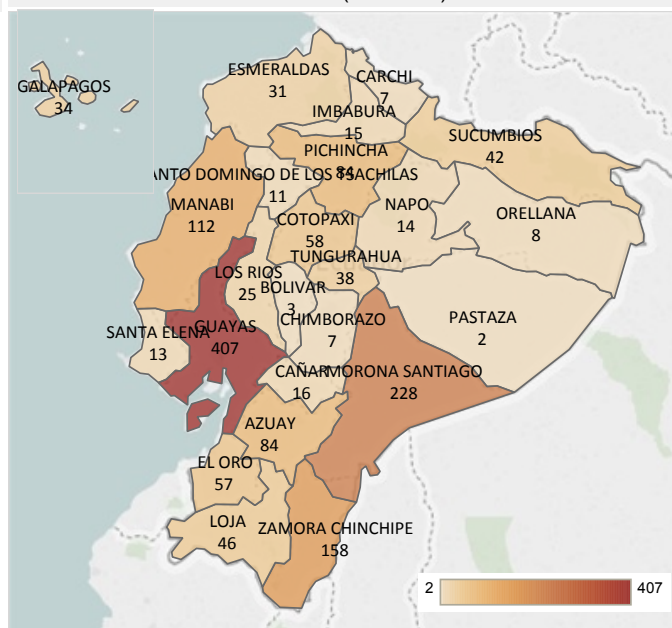 ESMERALDAS
31
CARCHI
7
GALAPAGOS
34
IMBABURA
15
SUCUMBIOS
42
PICHINCHA
84
ANTO DOMINGO DE LOS TSACHILAS
11
MANABI
112
NAPO
14
ORELLANA
8
COTOPAXI
58
TUNGURAHUA
38
LOS RIOS
25
BOLIVAR
3
CHIMBORAZO
7
PASTAZA
2
SANTA ELENA
13
GUAYAS
407
CAÑAR
16
MORONA SANTIAGO
228
AZUAY
84
EL ORO
57
LOJA
46
ZAMORA CHINCHIPE
158
2 407